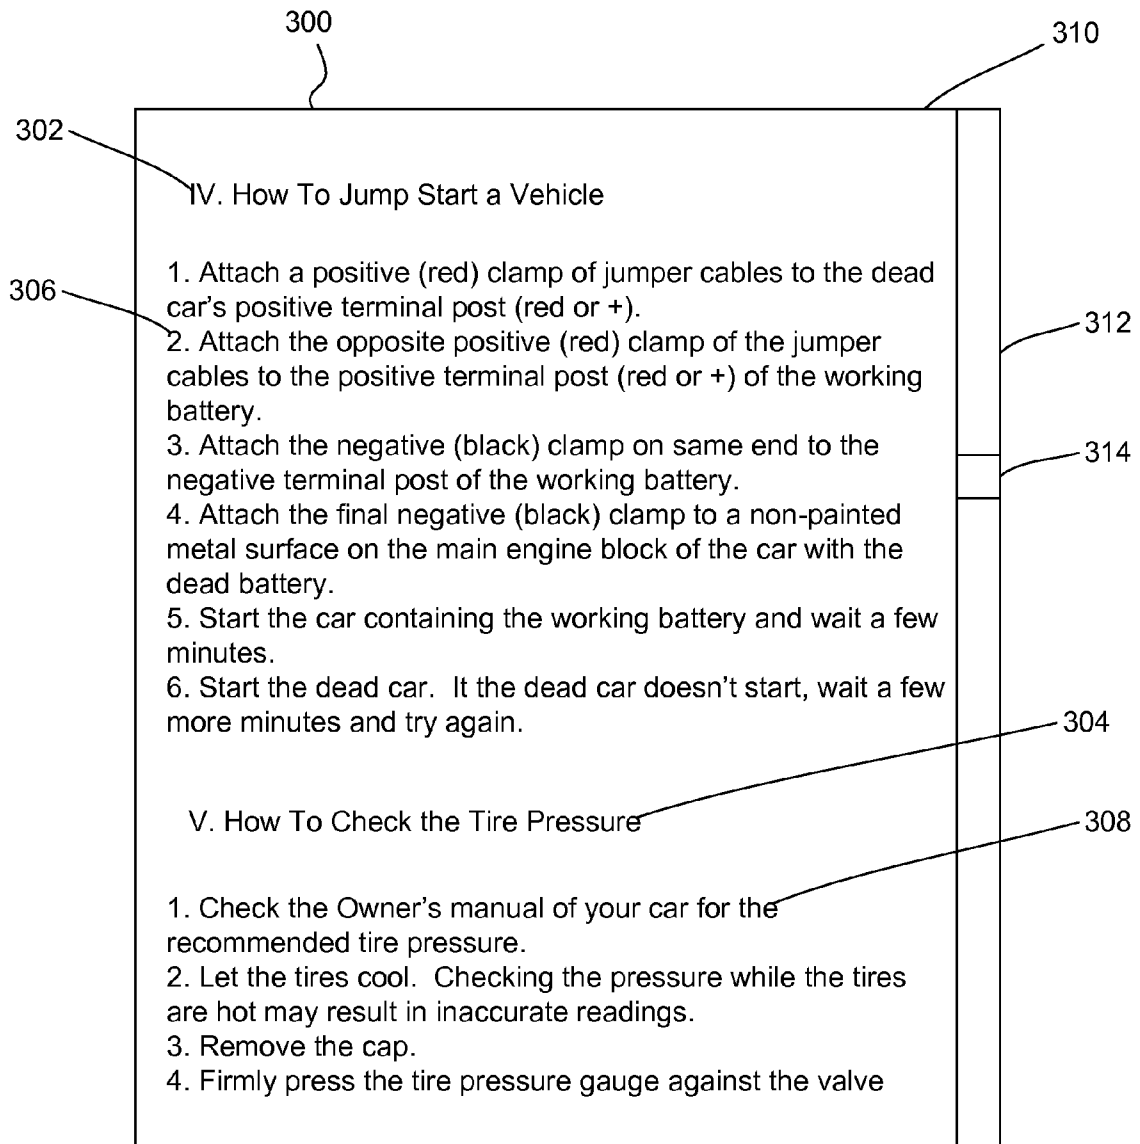 300
310
302
IV. How To Jump Start a Vehicle
1. Attach a positive (red) clamp of jumper cables to the dead
car's positive terminal post (red or +).
306
312
2. Attach the opposite positive (red) clamp of the jumper
cables to the positive terminal post (red or +) of the working
battery.
3. Attach the negative (black) clamp on same end to the
314
negative terminal post of the working battery.
4. Attach the final negative (black) clamp to a non-painted
metal surface on the main engine block of the car with the
dead battery.
5. Start the car containing the working battery and wait a few
minutes.
6. Start the dead car.  It the dead car doesn't start, wait a few
more minutes and try again.
304
V. How To Check the Tire Pressure
308
1. Check the Owner's manual of your car for the
recommended tire pressure.
2. Let the tires cool.  Checking the pressure while the tires
are hot may result in inaccurate readings.
3. Remove the cap.
4. Firmly press the tire pressure gauge against the valve